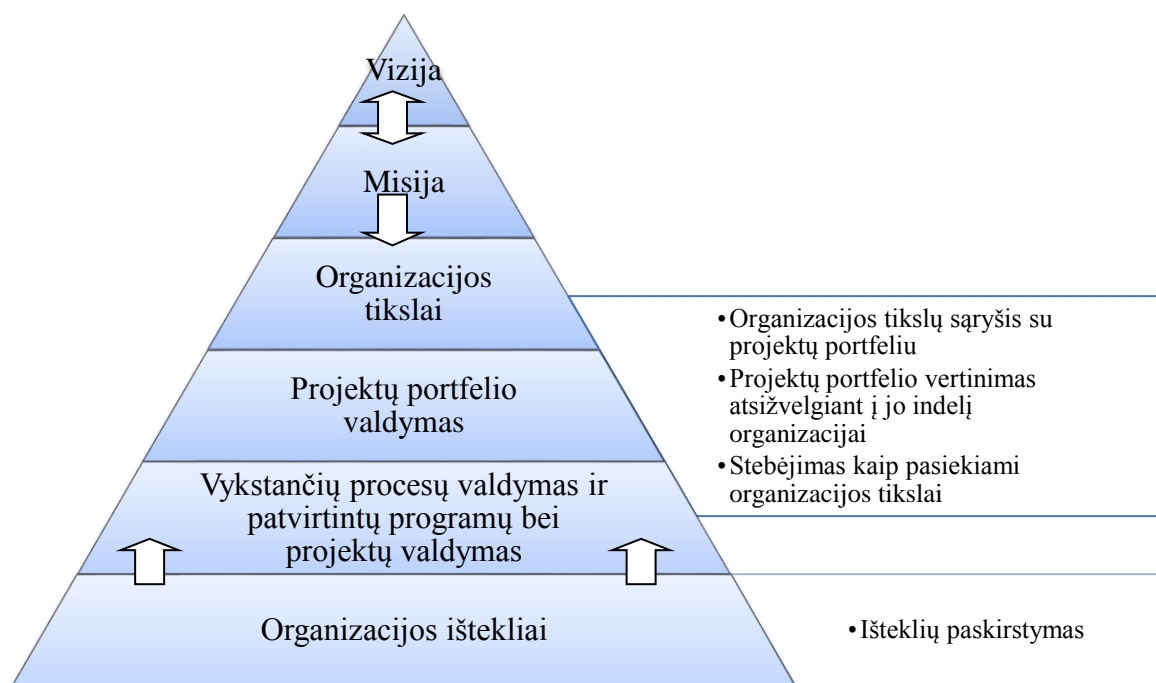 Vizija
Misija
Organizacijos
tikslai
Projektų portfelio
valdymas
Vykstančių procesų valdymas ir
patvirtintų programų bei
projektų valdymas
Organizacijos ištekliai
•Organizacijos tikslų sąryšis su
projektų portfeliu
•Projektų portfelio vertinimas
atsižvelgiant į jo indelį
organizacijai
•Stebėjimas kaip pasiekiami
organizacijos tikslai
•Išteklių paskirstymas